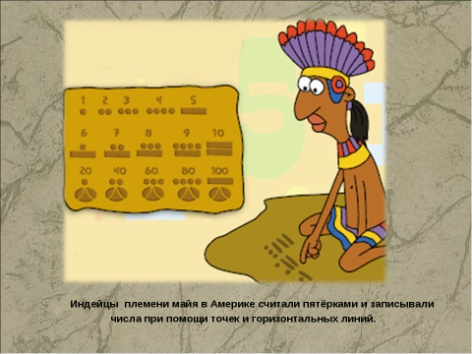 1 2 3 4 5
6 7 8 9 10
20 40 60 80 100
Индейцы племени майя в Америке считали пятёрками и записывали
числа при помощи точек и горизонтальных линий.